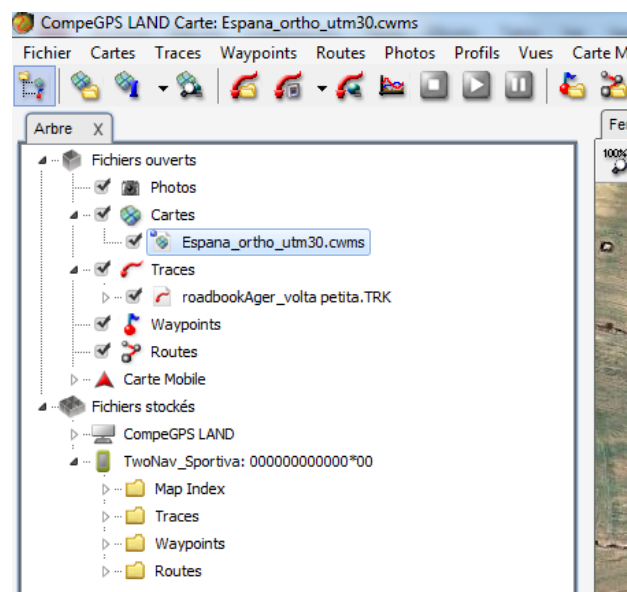 CompeGPS LAND Carte: Espana_ortho_utm30.cwms
Fichier Cartes Traces Waypoints Routes Photos Profils Vues Carte M
Arbre X
Fer
100%
Fichiers ouverts
Photos
Cartes
Espana_ortho_utm30.cwms
Traces
roadbookAger_volta petita.TRK
Waypoints
Routes
Carte Mobile
Fichiers stockés
CompeGPS LAND
TwoNav_Sportiva: 000000000000*00
Map Index
Traces
Waypoints
Routes